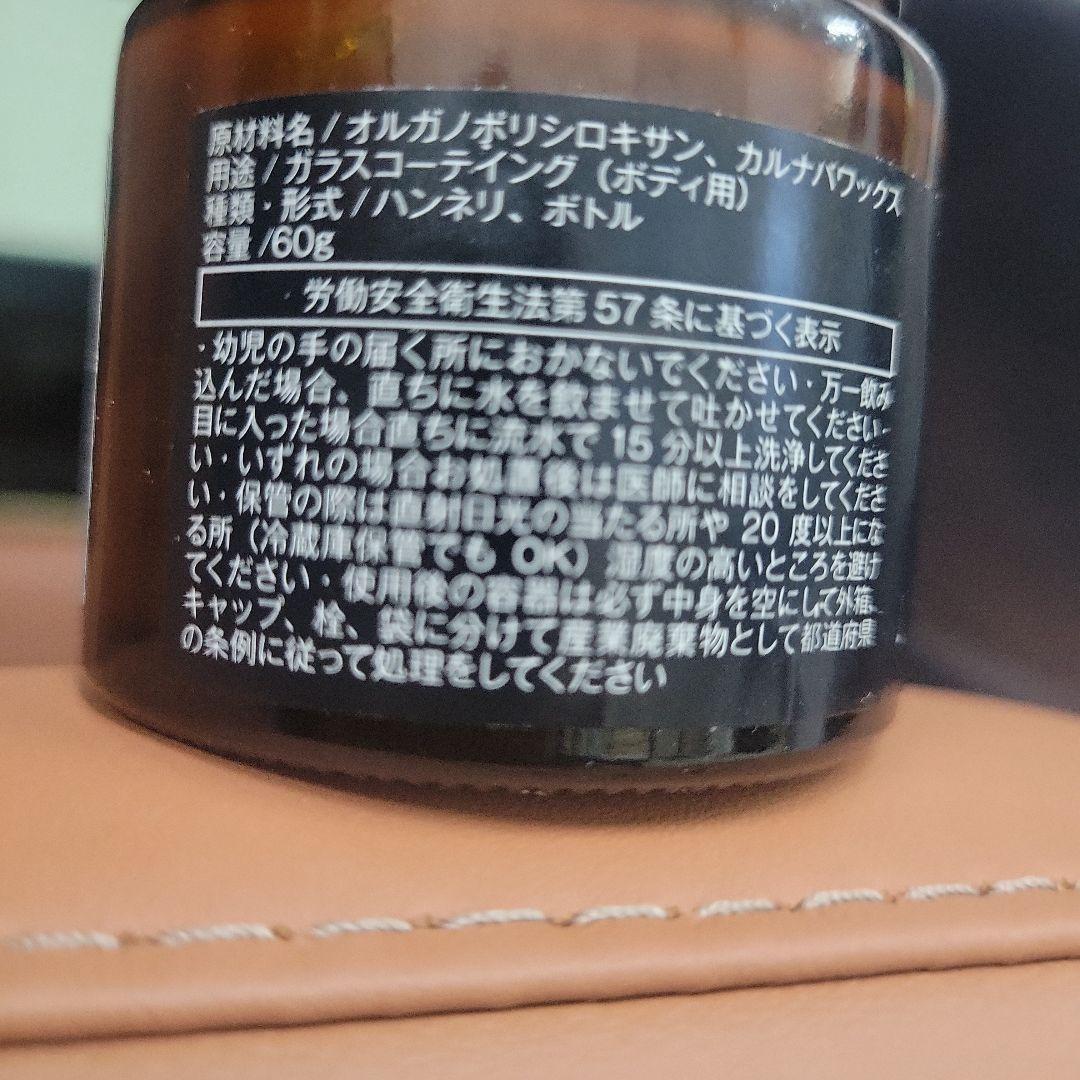 原材料名/オルガノポリシロキサン、カルナバワックス
用途/ガラスコーテイング（ボディ用）
種類・形式/ハンネリ、ボトル
容量/60g
労働安全衛生法第57条に基づく表示
・幼児の手の届く所におかないでください・万一飲み
込んだ場合、直ちに水を飲ませて吐かせてください・
目に入った場合直ちに流水で15分以上洗浄してくださ
い・いずれの場合お処置後は医師に相談をしてくださ
い・保管の際は直射日光の当たる所や20度以上にな
る所（冷蔵庫保管でもOK）湿度の高いところを避け
てください・使用後の容器は必ず中身を空にして外箱、
キャップ、栓、袋に分けて産業廃棄物として都道府県
の条例に従って処理をしてください